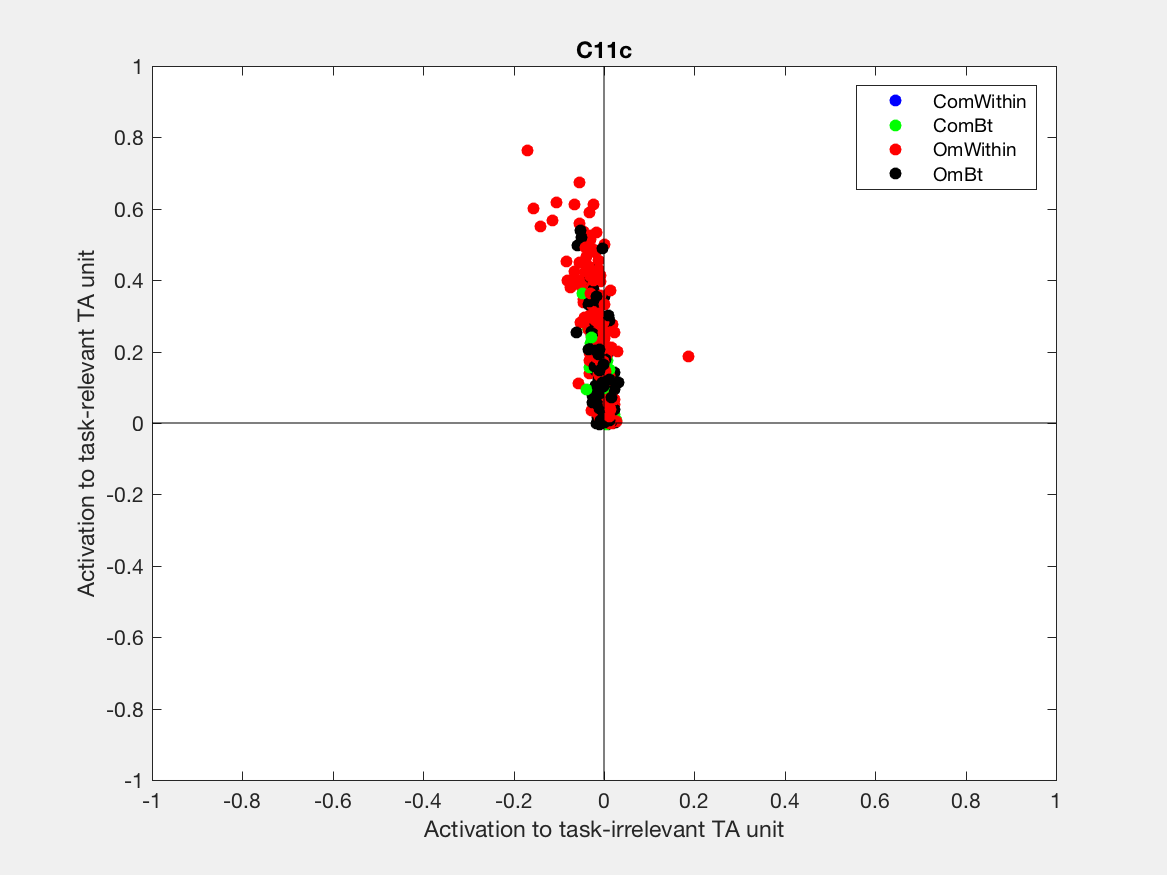 C11c
ComWithin
ComBt
OmWithin
OmBt
1
0.8
0.6
0.4
0.2
0
-0.2
-0.4
-0.6
-0.8
-1
Activation to task-relevant TA unit
-1 -0.8 -0.6 -0.4 -0.2 0 0.2 0.4 0.6 0.8 1
Activation to task-irrelevant TA unit